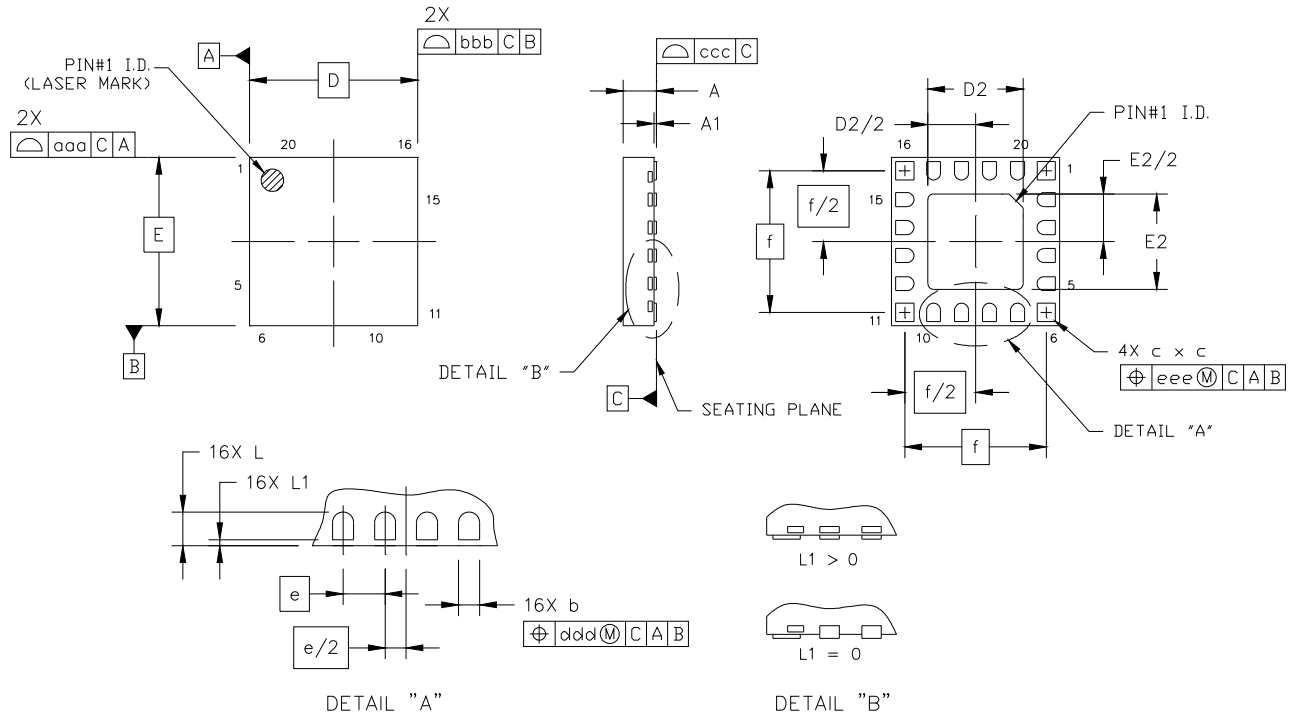 2X
bbb C B
A
D
PIN#1 I.D.
(LASER MARK)
2X
aaa C A
20
16
1
15
E
5
11
6
10
B
ccc C
A
A1
DETAIL "B"
C
SEATING PLANE
D2
D2/2
PIN#1 I.D.
16
20
E2/2
1
15
f/2
f
E2
5
11
10
6
4X c x c
eee Ⓜ C A B
f/2
f
DETAIL "A"
16X L
16X L1
e
16X b
ddd Ⓜ C A B
e/2
DETAIL "A"
L1 > 0
L1 = 0
DETAIL "B"